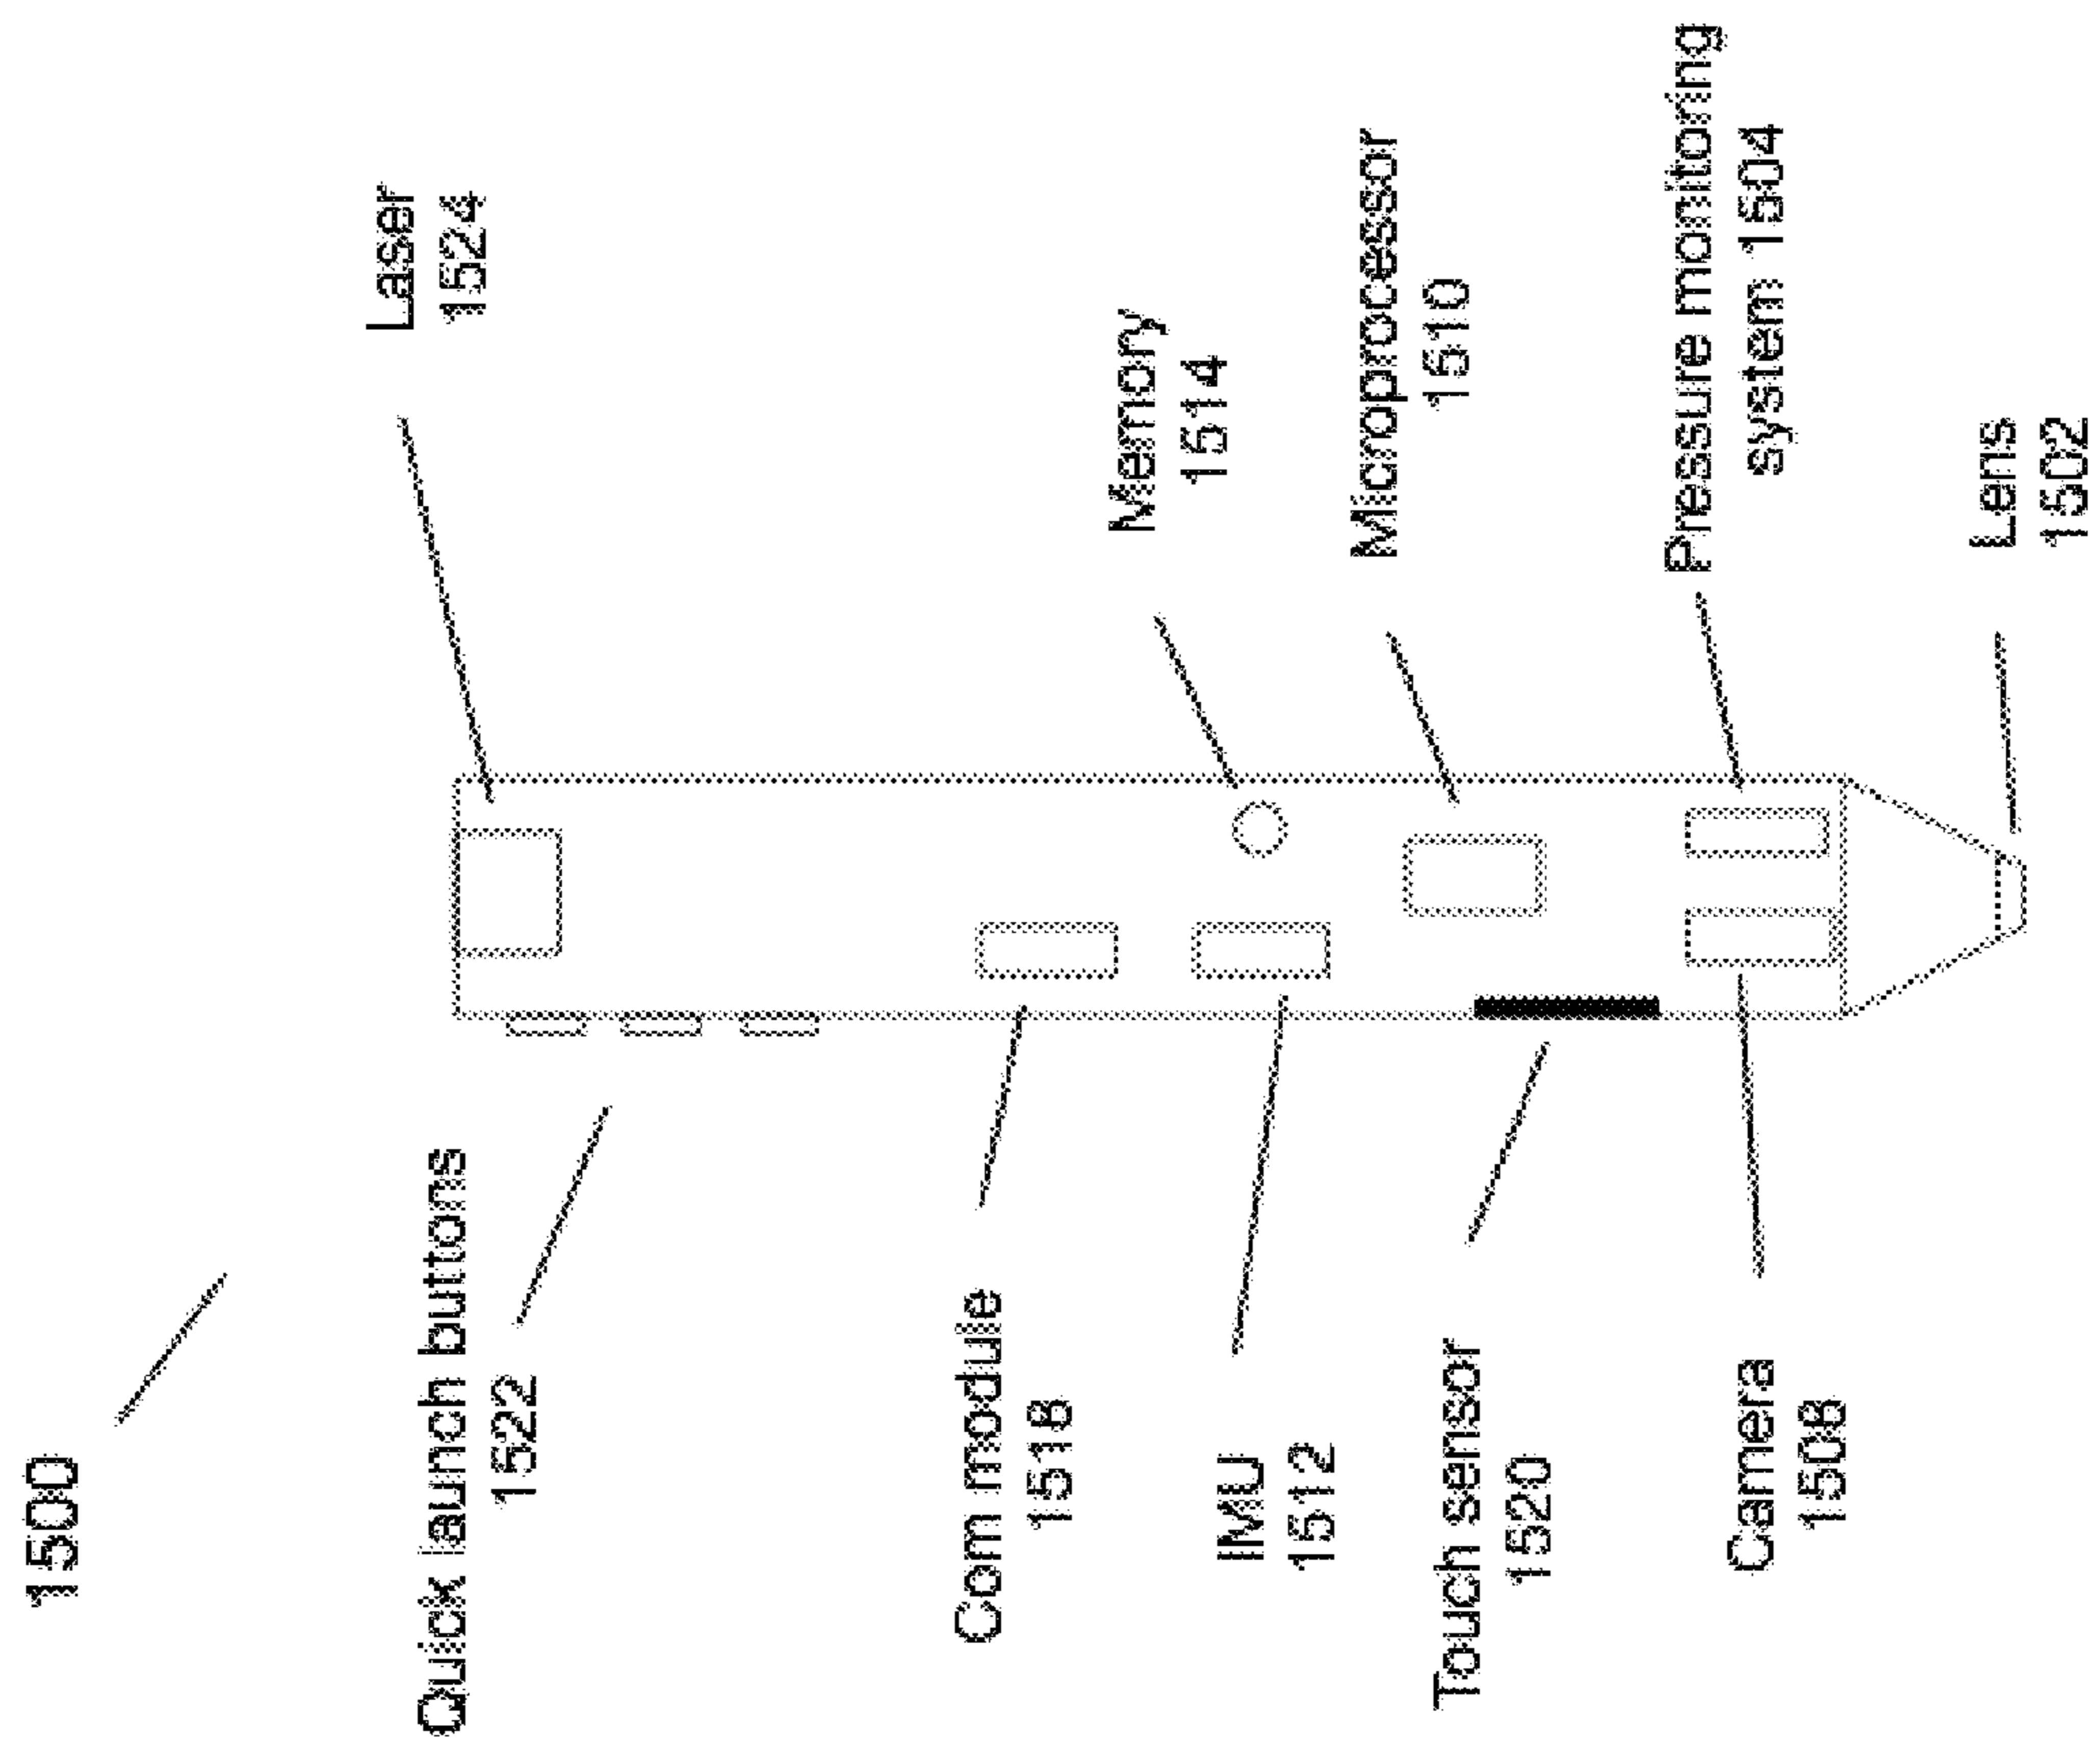 1500
Quick launch buttons
1522
Laser
1524
Com module
1518
Memory
1514
IMU
1512
Microprocessor
1510
Touch sensor
1520
Pressure monitoring
system 1504
Camera
1508
Lens
1502